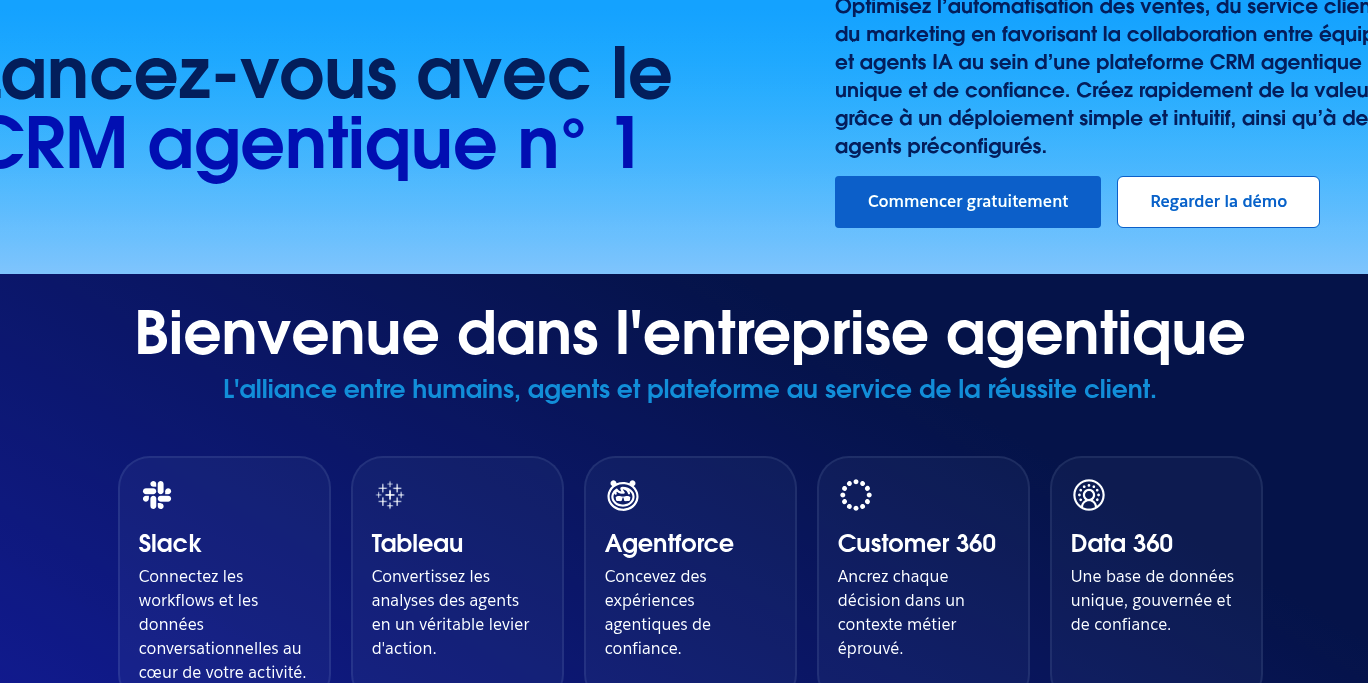 Lancez-vous avec le
CRM agentique n° 1
Optimisez l’automatisation des ventes, du service
du marketing en favorisant la collaboration entre
et agents IA au sein d’une plateforme CRM agentique
unique et de confiance. Créez rapidement de la
grâce à un déploiement simple et intuitif, ainsi qu’à
agents préconfigurés.
Commencer gratuitement
Regarder la démo
Bienvenue dans l'entreprise agentique
L'alliance entre humains, agents et plateforme au service de la réussite client.
Slack
Connectez les
workflows et les
données
conversationnelles au
cœur de votre activité.
Tableau
Convertissez les
analyses des agents
en un véritable levier
d'action.
Agentforce
Concevez des
expériences
agentiques de
confiance.
Customer 360
Ancrez chaque
décision dans un
contexte métier
éprouvé.
Data 360
Une base de données
unique, gouvernée et
de confiance.